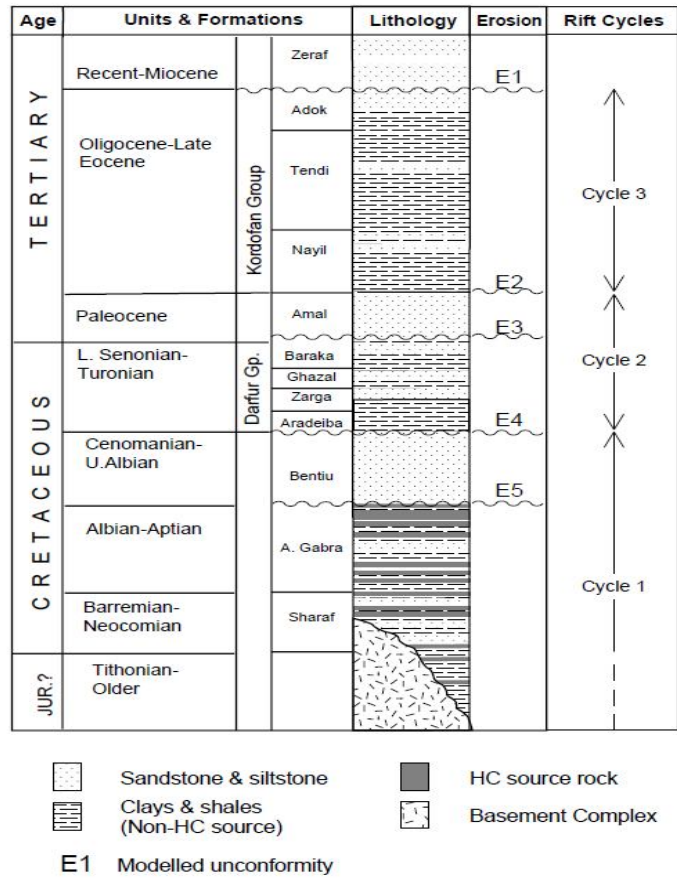 Age
Units & Formations
Lithology
Erosion
Rift Cycles
TERTIARY
Recent-Miocene
Zeraf
E1
Oligocene-Late
Eocene
Kordofan Group
Adok
Tendi
Nayil
Cycle 3
E2
Paleocene
Amal
E3
CRETACEOUS
L. Senonian-
Turonian
Darfur Gp.
Baraka
Ghazal
Zarga
Aradeiba
Cycle 2
E4
Cenomanian-
U.Albian
Bentiu
E5
Albian-Aptian
A. Gabra
Cycle 1
Barremian-
Neocomian
Sharaf
JUR.?
Tithonian-
Older
Sandstone & siltstone
HC source rock
Clays & shales
(Non-HC source)
Basement Complex
E1 Modelled unconformity